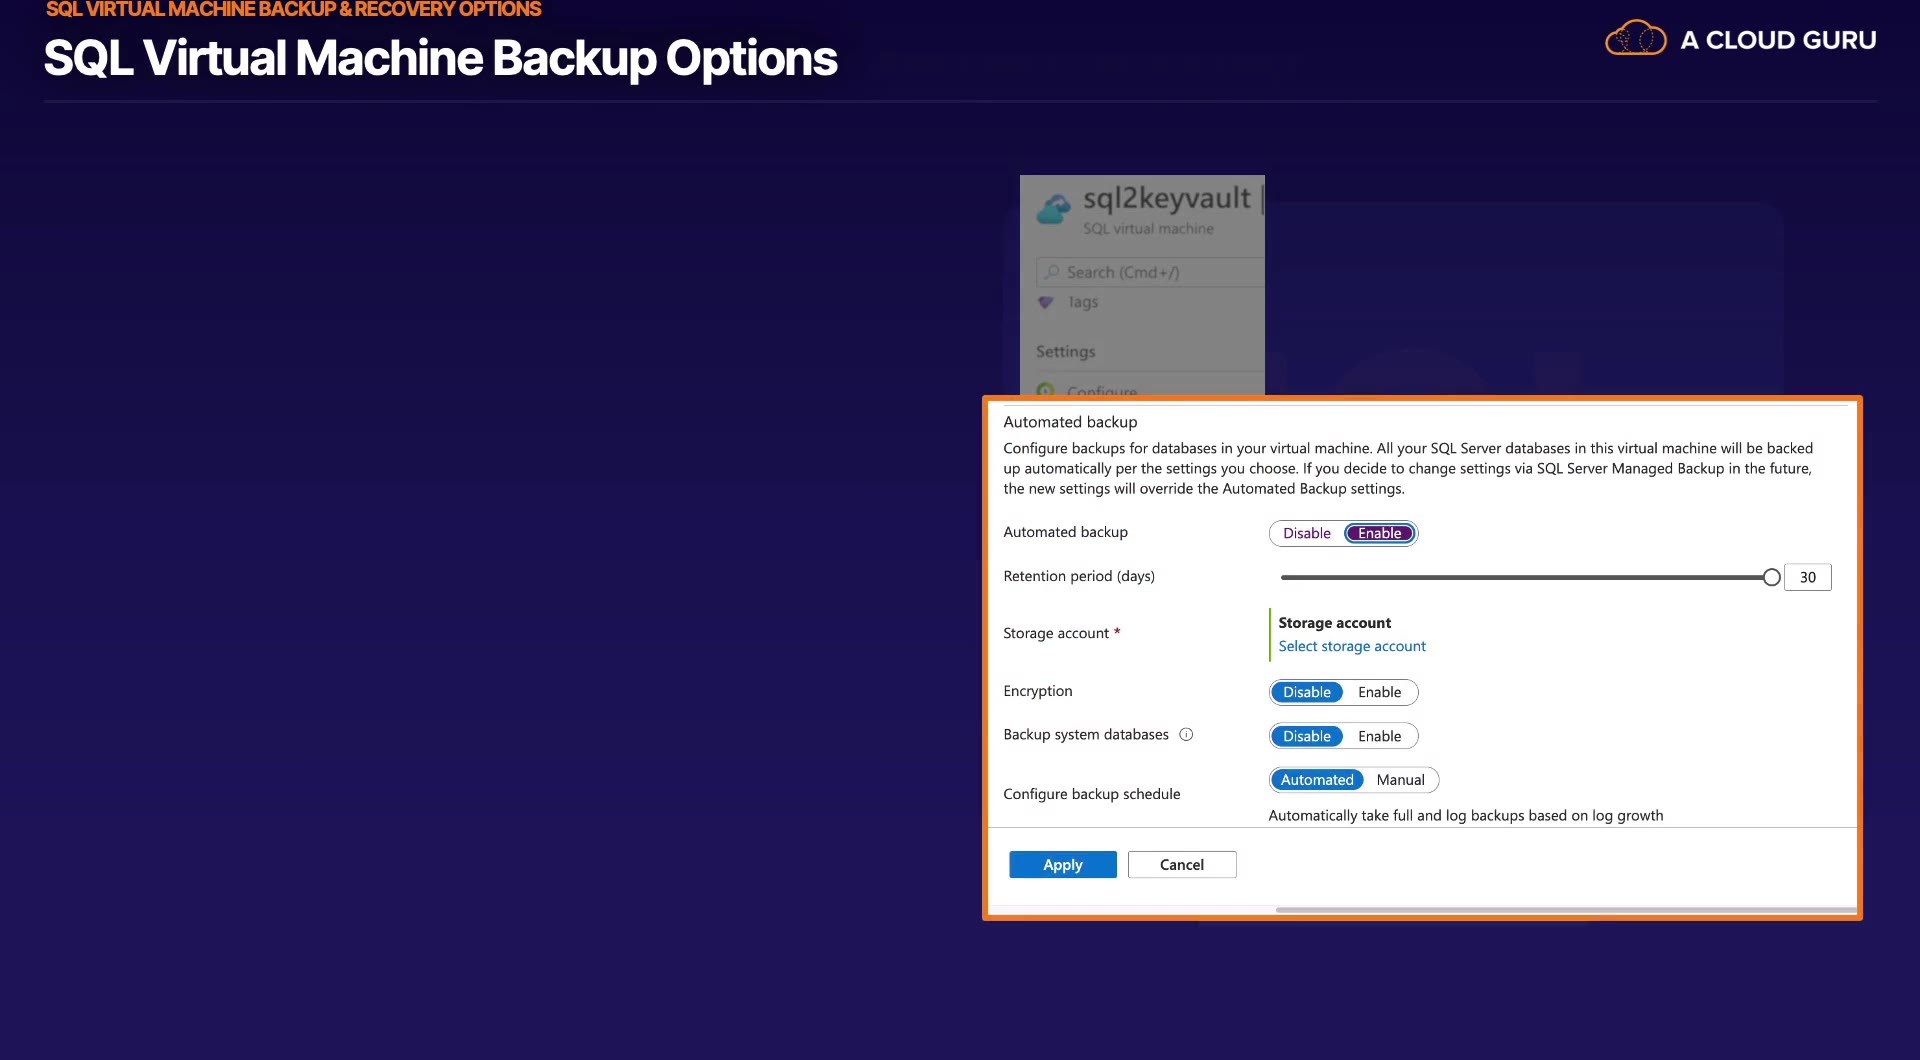 SQL VIRTUAL MACHINE BACKUP & RECOVERY OPTIONS
SQL Virtual Machine Backup Options
A CLOUD GURU
sql2keyvault |
SQL virtual machine
Search (Cmd+/)
Tags
Settings
Configure
Automated backup
Configure backups for databases in your virtual machine. All your SQL Server databases in this virtual machine will be backed
up automatically per the settings you choose. If you decide to change settings via SQL Server Managed Backup in the future,
the new settings will override the Automated Backup settings.
Automated backup Disable Enable
Retention period (days) 30
Storage account * Storage account
Select storage account
Encryption Disable Enable
Backup system databases Disable Enable
Configure backup schedule Automated Manual
Automatically take full and log backups based on log growth
Apply Cancel